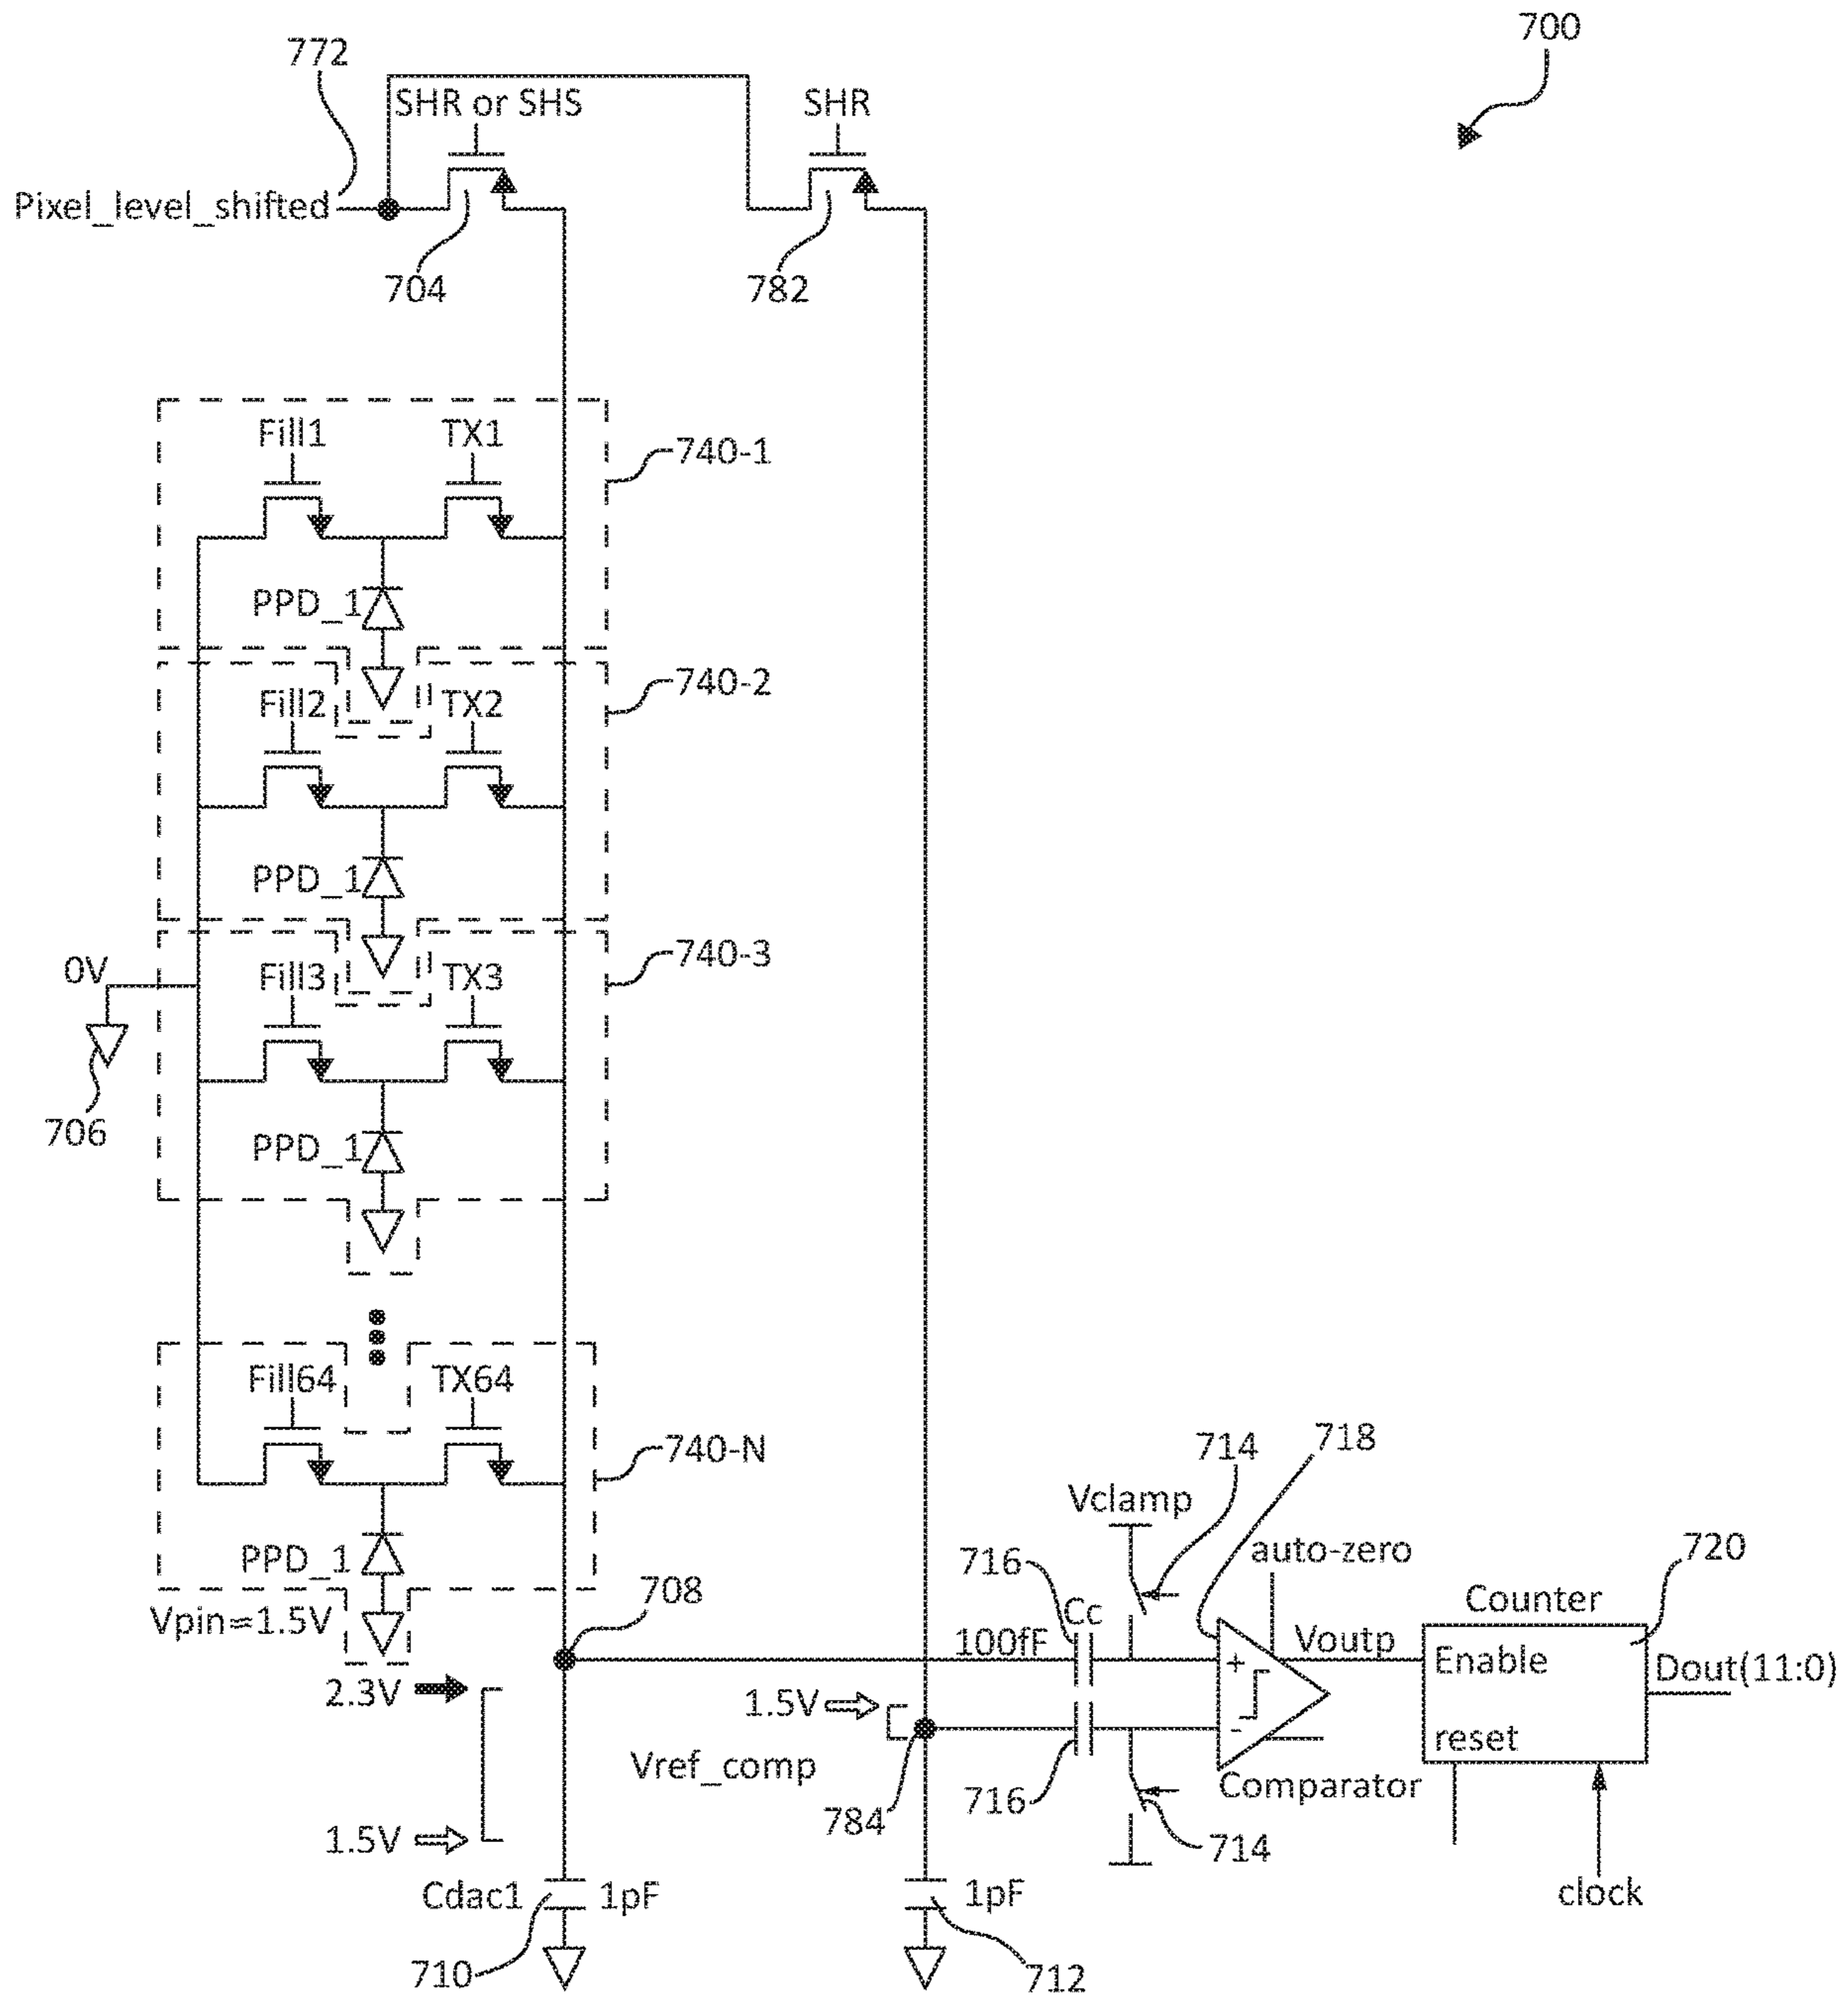 700
772
SHR or SHS
SHR
Pixel_level_shifted
704
782
Fill1
TX1
740-1
PPD_1
740-2
Fill2
TX2
PPD_1
740-3
0V
Fill3
TX3
706
PPD_1
Fill64
TX64
740-N
714
718
Vclamp
PPD_1
716
auto-zero
720
Vpin=1.5V
708
Cc
Counter
100fF
Voutp
Enable
Dout(11:0)
+
2.3V
1.5V
-
reset
Vref_comp
784
716
Comparator
1.5V
714
Cdac1
1pF
1pF
clock
710
712